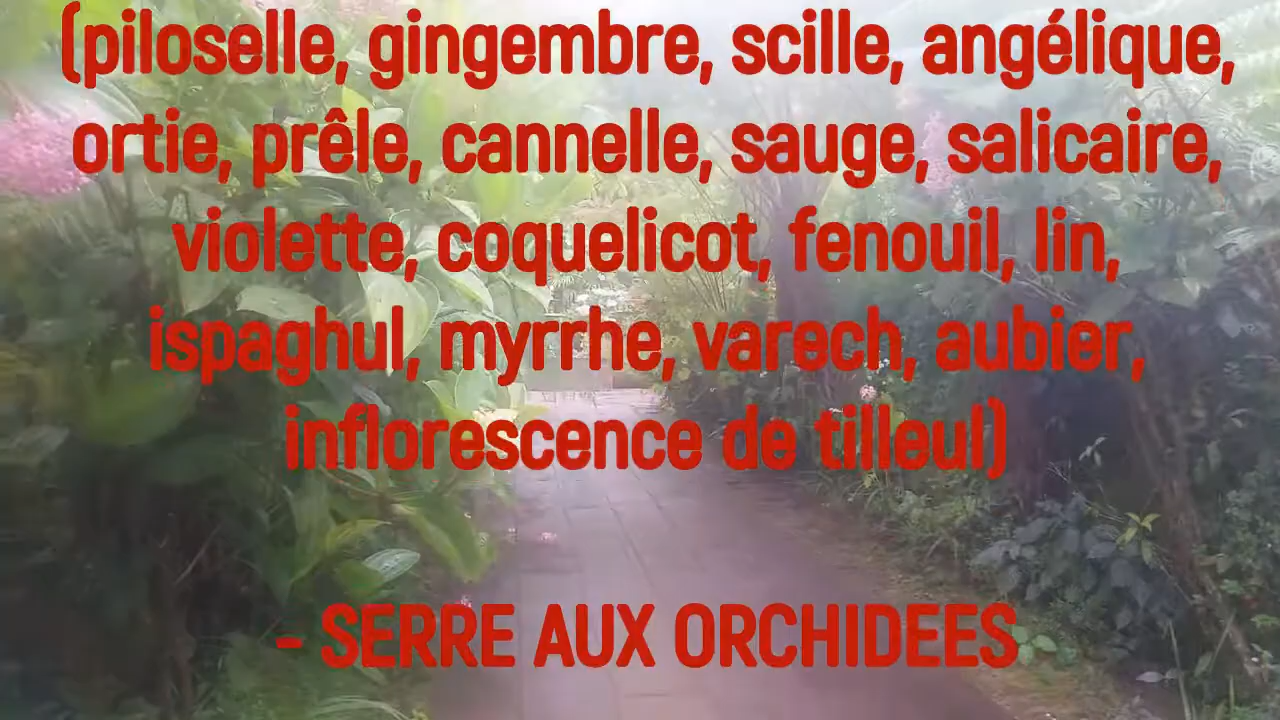 (piloselle, gingembre, scille, angélique,
ortie, prêle, cannelle, sauge, salicaire,
violette, coquelicot, fenouil, lin,
ispaghul, myrrhe, varech, aubier,
inflorescence de tilleul)
- SERRE AUX ORCHIDEES